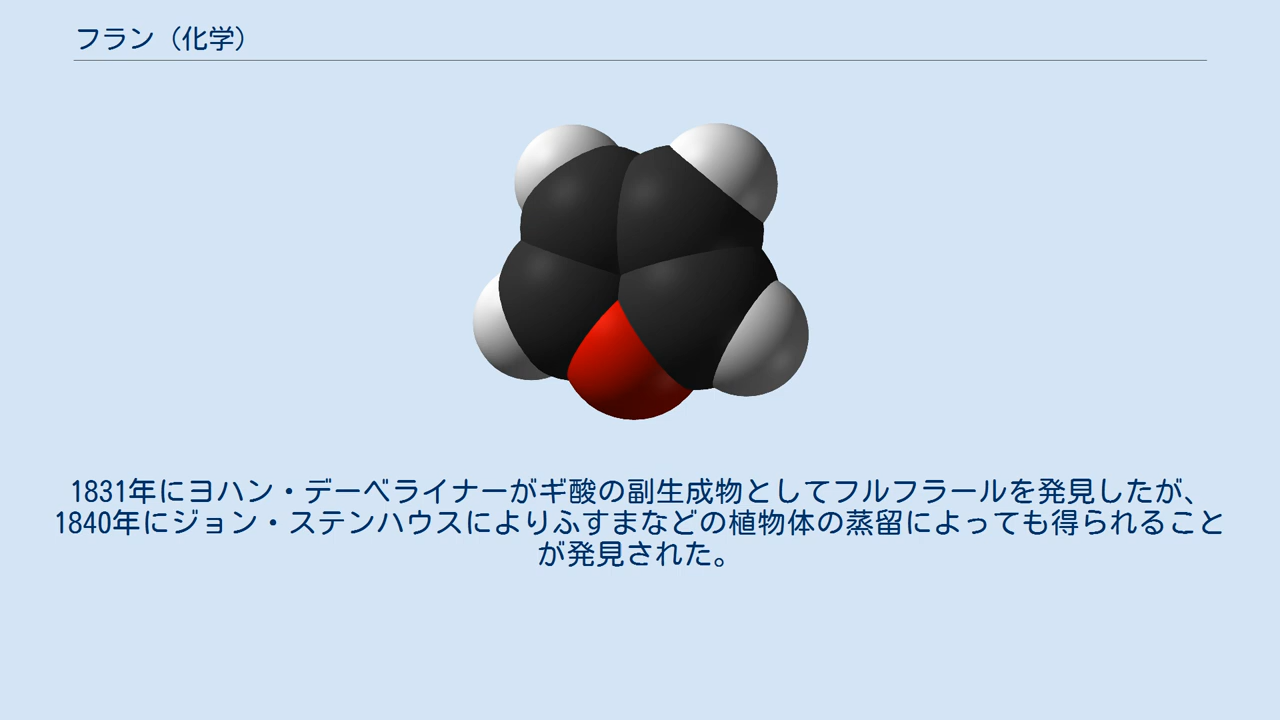 フラン（化学）
1831年にヨハン・デーベライナーがギ酸の副生成物としてフルフラールを発見したが、
1840年にジョン・ステンハウスによりふすまなどの植物体の蒸留によっても得られること
が発見された。